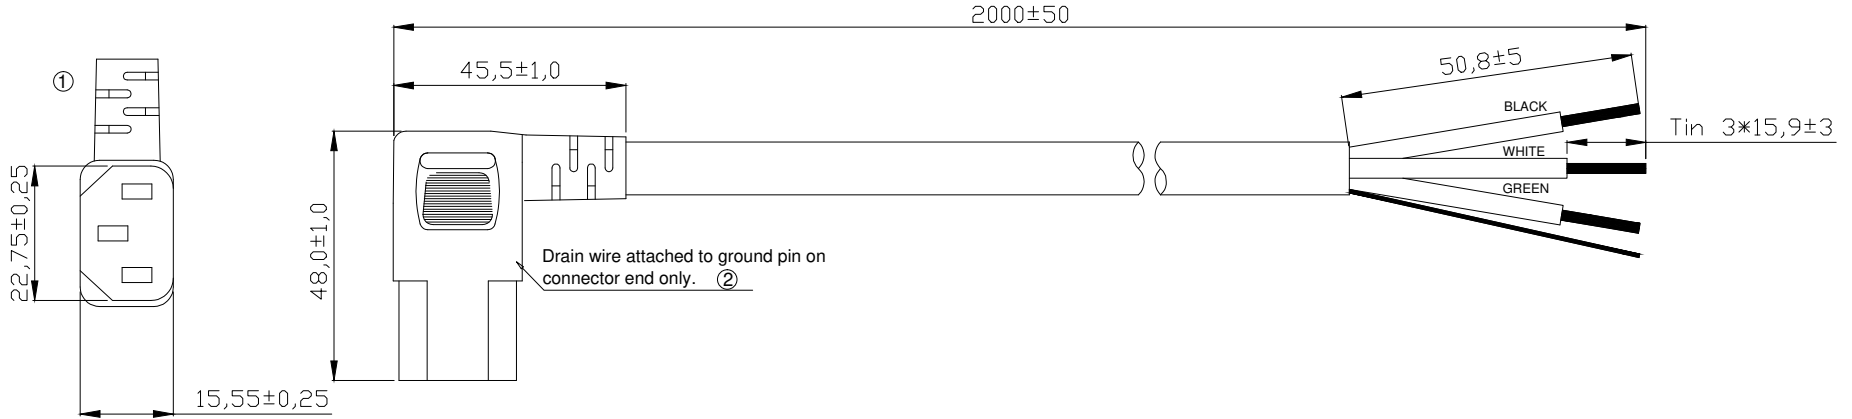 2000±50
45,5±1,0
50,8±5
①
BLACK
Tin 3*15,9±3
WHITE
GREEN
22,75±0,25
48,0±1,0
Drain wire attached to ground pin on
connector end only. ②
15,55±0,25